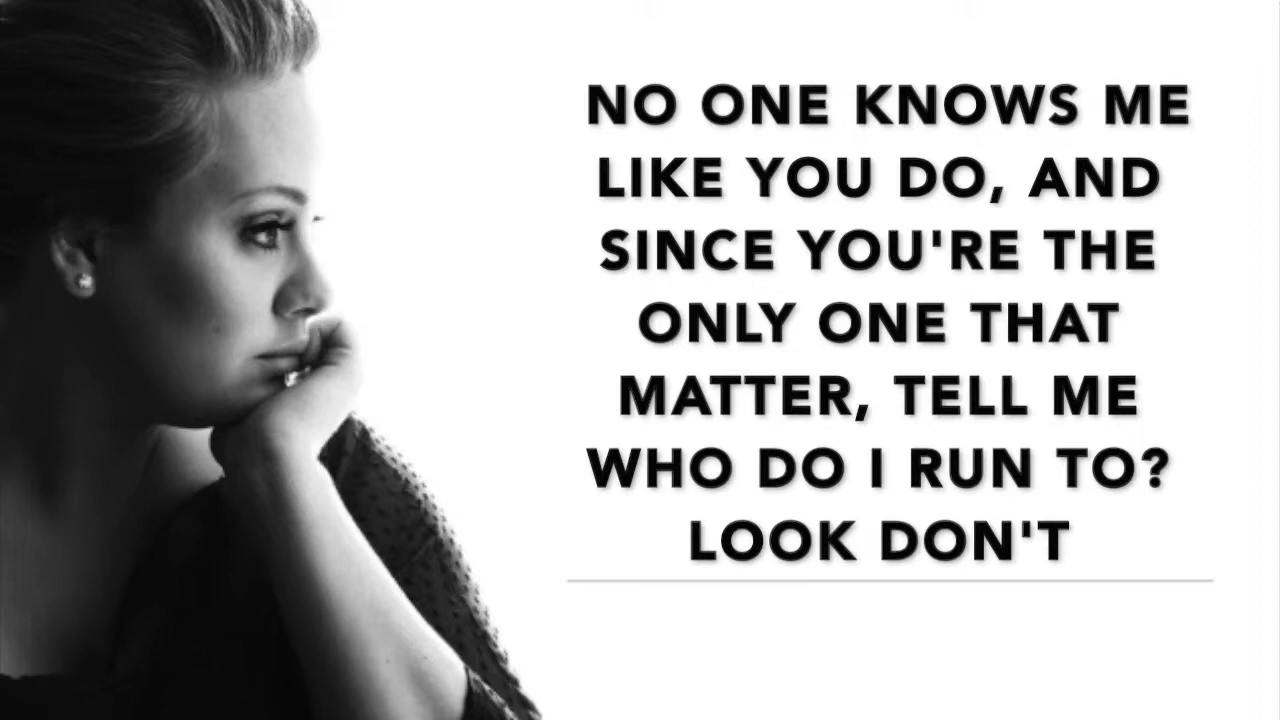 NO ONE KNOWS ME
LIKE YOU DO, AND
SINCE YOU'RE THE
ONLY ONE THAT
MATTER, TELL ME
WHO DO I RUN TO?
LOOK DON'T